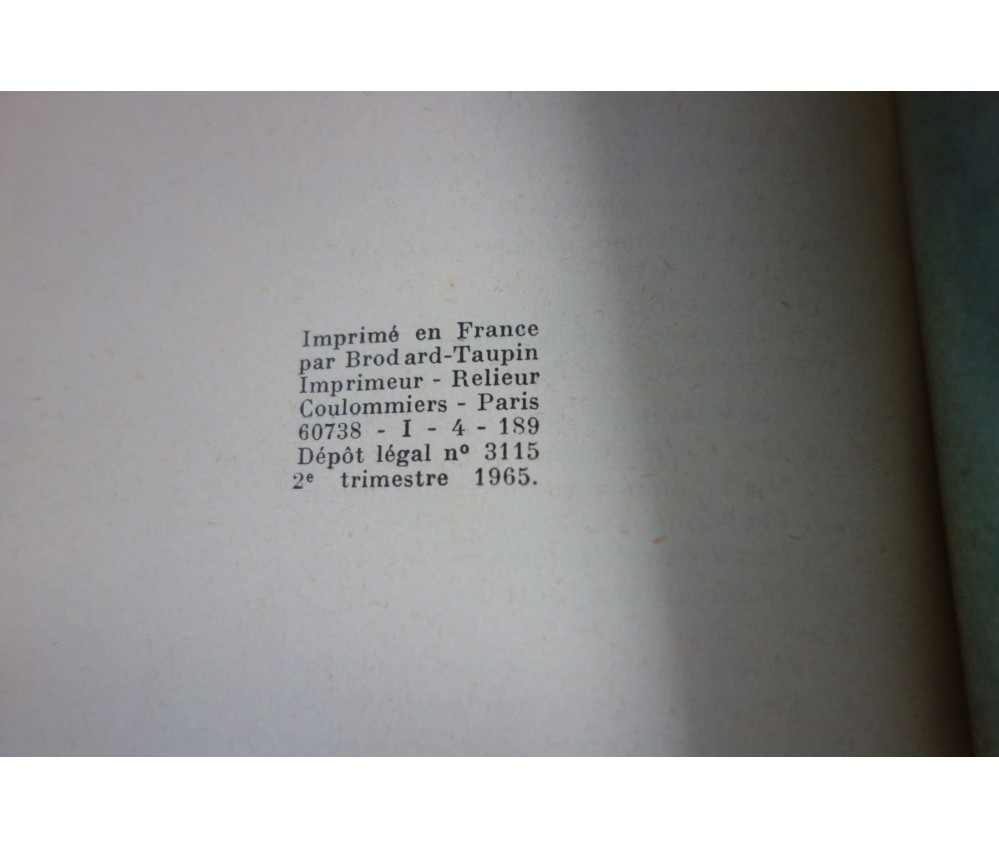 Imprimé en France
par Brodard-Taupin
Imprimeur - Relieur
Coulommiers - Paris
60738 - I - 4 - 189
Dépôt légal nº 3115
2e trimestre 1965.